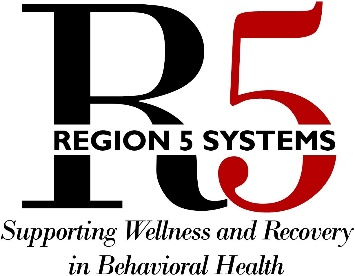 R5
REGION 5 SYSTEMS
Supporting Wellness and Recovery
in Behavioral Health